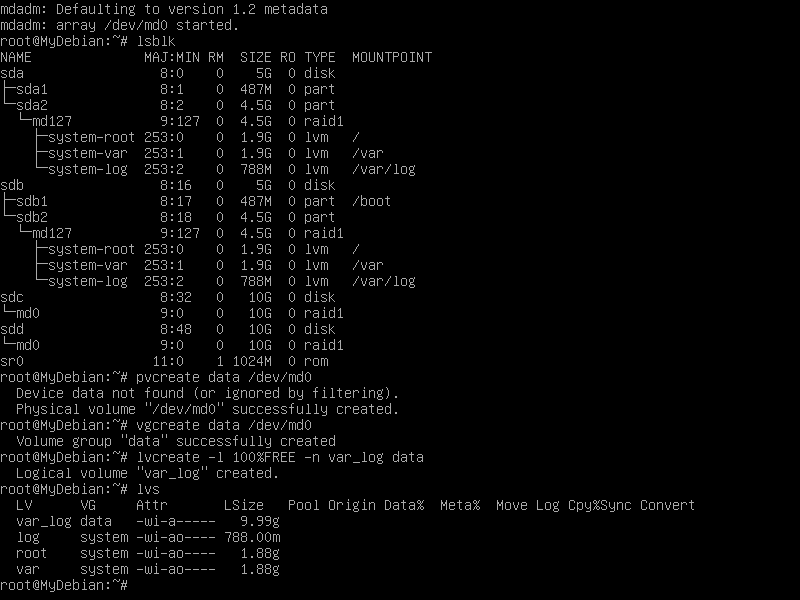 mdadm: Defaulting to version 1.2 metadata
mdadm: array /dev/md0 started.
root@MyDebian:~# lsblk
NAME              MAJ:MIN RM  SIZE RO TYPE  MOUNTPOINT
sda                 8:0    0    5G  0 disk
├─sda1              8:1    0  487M  0 part
└─sda2              8:2    0  4.5G  0 part
  └─md127           9:127  0  4.5G  0 raid1
    ├─system-root 253:0    0  1.9G  0 lvm   /
    ├─system-var  253:1    0  1.9G  0 lvm   /var
    └─system-log  253:2    0  788M  0 lvm   /var/log
sdb                 8:16   0    5G  0 disk
├─sdb1              8:17   0  487M  0 part  /boot
└─sdb2              8:18   0  4.5G  0 part
  └─md127           9:127  0  4.5G  0 raid1
    ├─system-root 253:0    0  1.9G  0 lvm   /
    ├─system-var  253:1    0  1.9G  0 lvm   /var
    └─system-log  253:2    0  788M  0 lvm   /var/log
sdc                 8:32   0   10G  0 disk
└─md0               9:0    0   10G  0 raid1
sdd                 8:48   0   10G  0 disk
└─md0               9:0    0   10G  0 raid1
sr0                11:0    1 1024M  0 rom
root@MyDebian:~# pvcreate data /dev/md0
  Device data not found (or ignored by filtering).
  Physical volume "/dev/md0" successfully created.
root@MyDebian:~# vgcreate data /dev/md0
  Volume group "data" successfully created
root@MyDebian:~# lvcreate -l 100%FREE -n var_log data
  Logical volume "var_log" created.
root@MyDebian:~# lvs
  LV      VG     Attr       LSize   Pool Origin Data%  Meta%  Move Log Cpy%Sync Convert
  var_log data   -wi-a-----   9.99g
  log     system -wi-ao---- 788.00m
  root    system -wi-ao----   1.88g
  var     system -wi-ao----   1.88g
root@MyDebian:~#